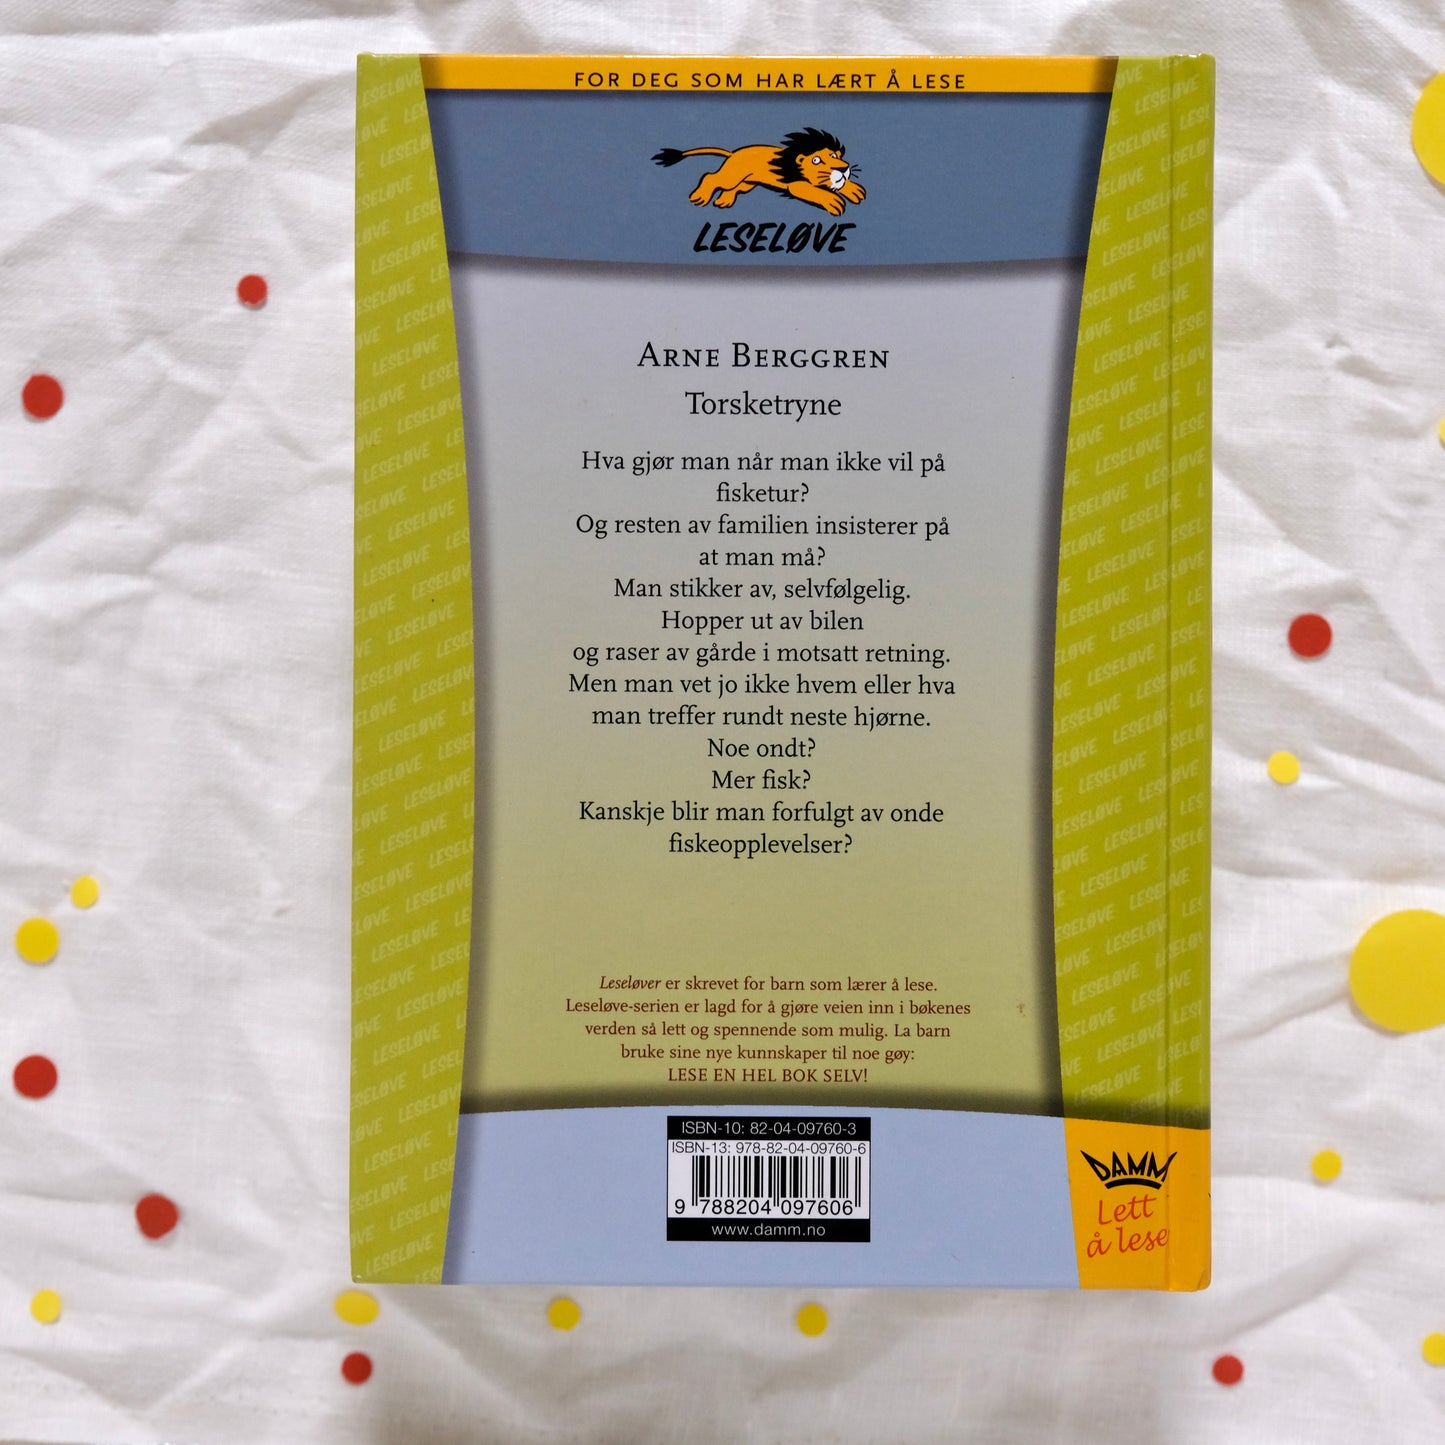 FOR DEG SOM HAR LÆRT Å LESE
LESELØVE
ARNE BERGGREN
Torsketryne
Hva gjør man når man ikke vil på
fisketur?
Og resten av familien insisterer på
at man må?
Man stikker av, selvfølgelig.
Hopper ut av bilen
og raser av gårde i motsatt retning.
Men man vet jo ikke hvem eller hva
man treffer rundt neste hjørne.
Noe ondt?
Mer fisk?
Kanskje blir man forfulgt av onde
fiskeopplevelser?
Leseløver er skrevet for barn som lærer å lese.
Leseløve-serien er lagd for å gjøre veien inn i bøkenes
verden så lett og spennende som mulig. La barn
bruke sine nye kunnskaper til noe gøy:
LESE EN HEL BOK SELV!
ISBN-10: 82-04-09760-3
ISBN-13: 978-82-04-09760-6
9 788204 097606
www.damm.no
DAMM
Lett
å lese